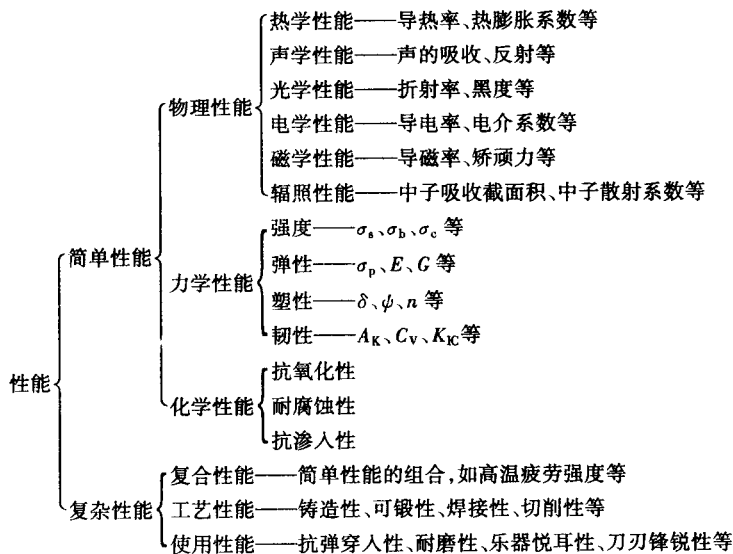 热学性能——导热率、热膨胀系数等
声学性能——声的吸收、反射等
光学性能——折射率、黑度等
物理性能
电学性能——导电率、电介系数等
磁学性能——导磁率、矫顽力等
辐照性能——中子吸收截面积、中子散射系数等
强度——σs、σb、σc 等
简单性能
弹性——σp、E、G 等
力学性能
塑性——δ、ψ、n 等
韧性——AK、CV、KIC等
性能
抗氧化性
化学性能
耐腐蚀性
抗渗入性
复合性能——简单性能的组合,如高温疲劳强度等
复杂性能
工艺性能——铸造性、可锻性、焊接性、切削性等
使用性能——抗弹穿入性、耐磨性、乐器悦耳性、刀刃锋锐性等